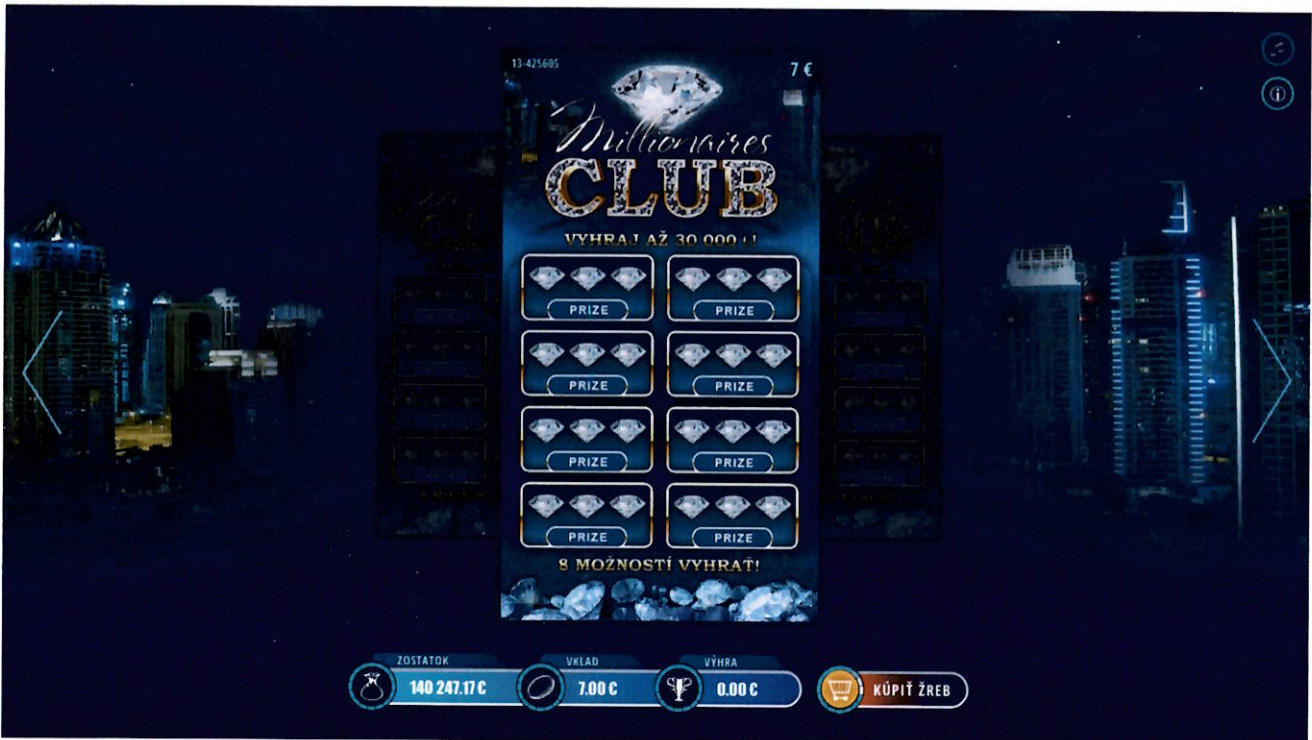 13-425605
7 €
Millionaires
CLUB
VYHRAJ AŽ 30 000
PRIZE PRIZE
PRIZE PRIZE
PRIZE PRIZE
PRIZE PRIZE
8 MOŽNOSTÍ VYHRAŤ!
ZOSTATOK VKLAD VÝHRA
140 247.17 € 7.00 € 0.00 € KÚPIŤ ŽREB